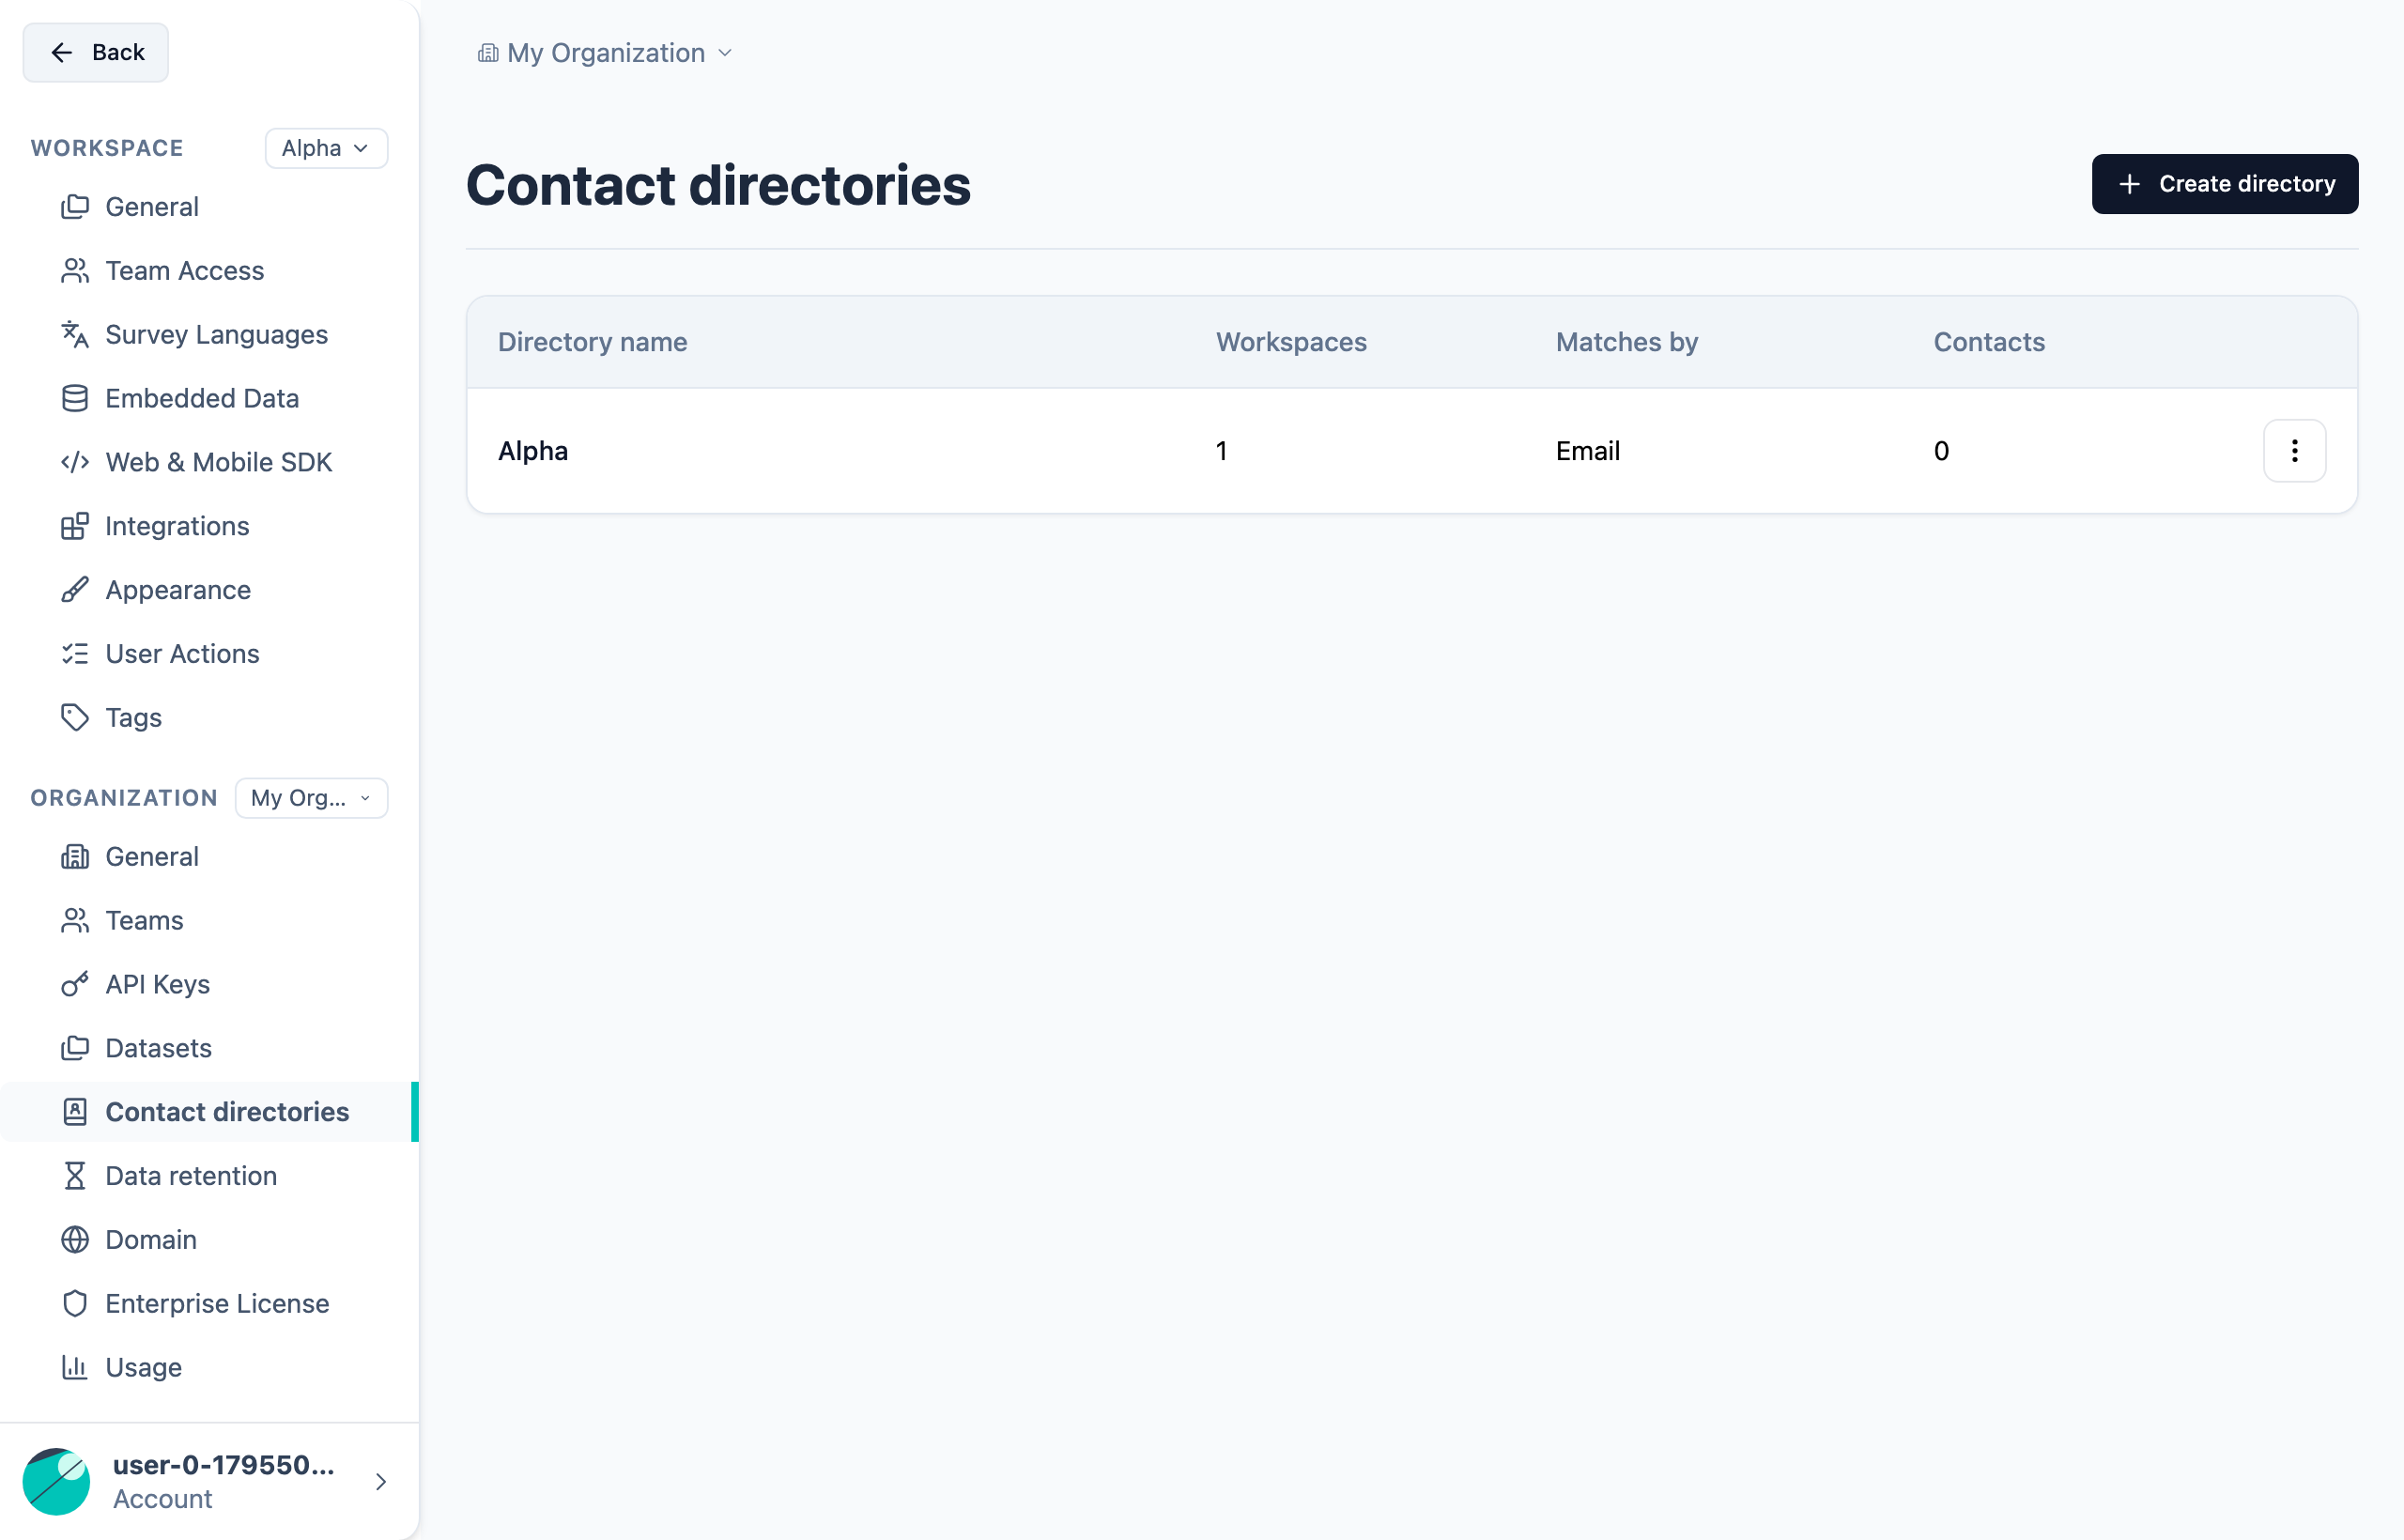 Back
WORKSPACE
Alpha
General
Team Access
Survey Languages
Embedded Data
Web & Mobile SDK
Integrations
Appearance
User Actions
Tags
ORGANIZATION
My Org...
General
Teams
API Keys
Datasets
Contact directories
Data retention
Domain
Enterprise License
Usage
user-0-179550...
Account
My Organization
Contact directories
Create directory
Directory name Workspaces Matches by Contacts
Alpha 1 Email 0